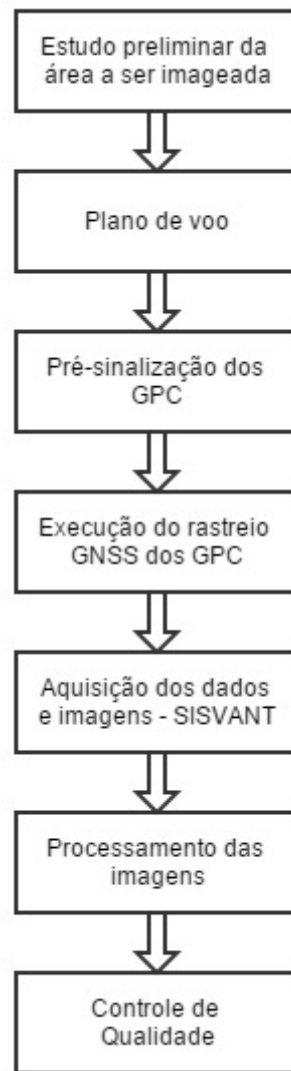 Estudo preliminar da
área a ser imageada
Plano de voo
Pré-sinalização dos
GPC
Execução do rastreio
GNSS dos GPC
Aquisição dos dados
e imagens - SISVANT
Processamento das
imagens
Controle de
Qualidade